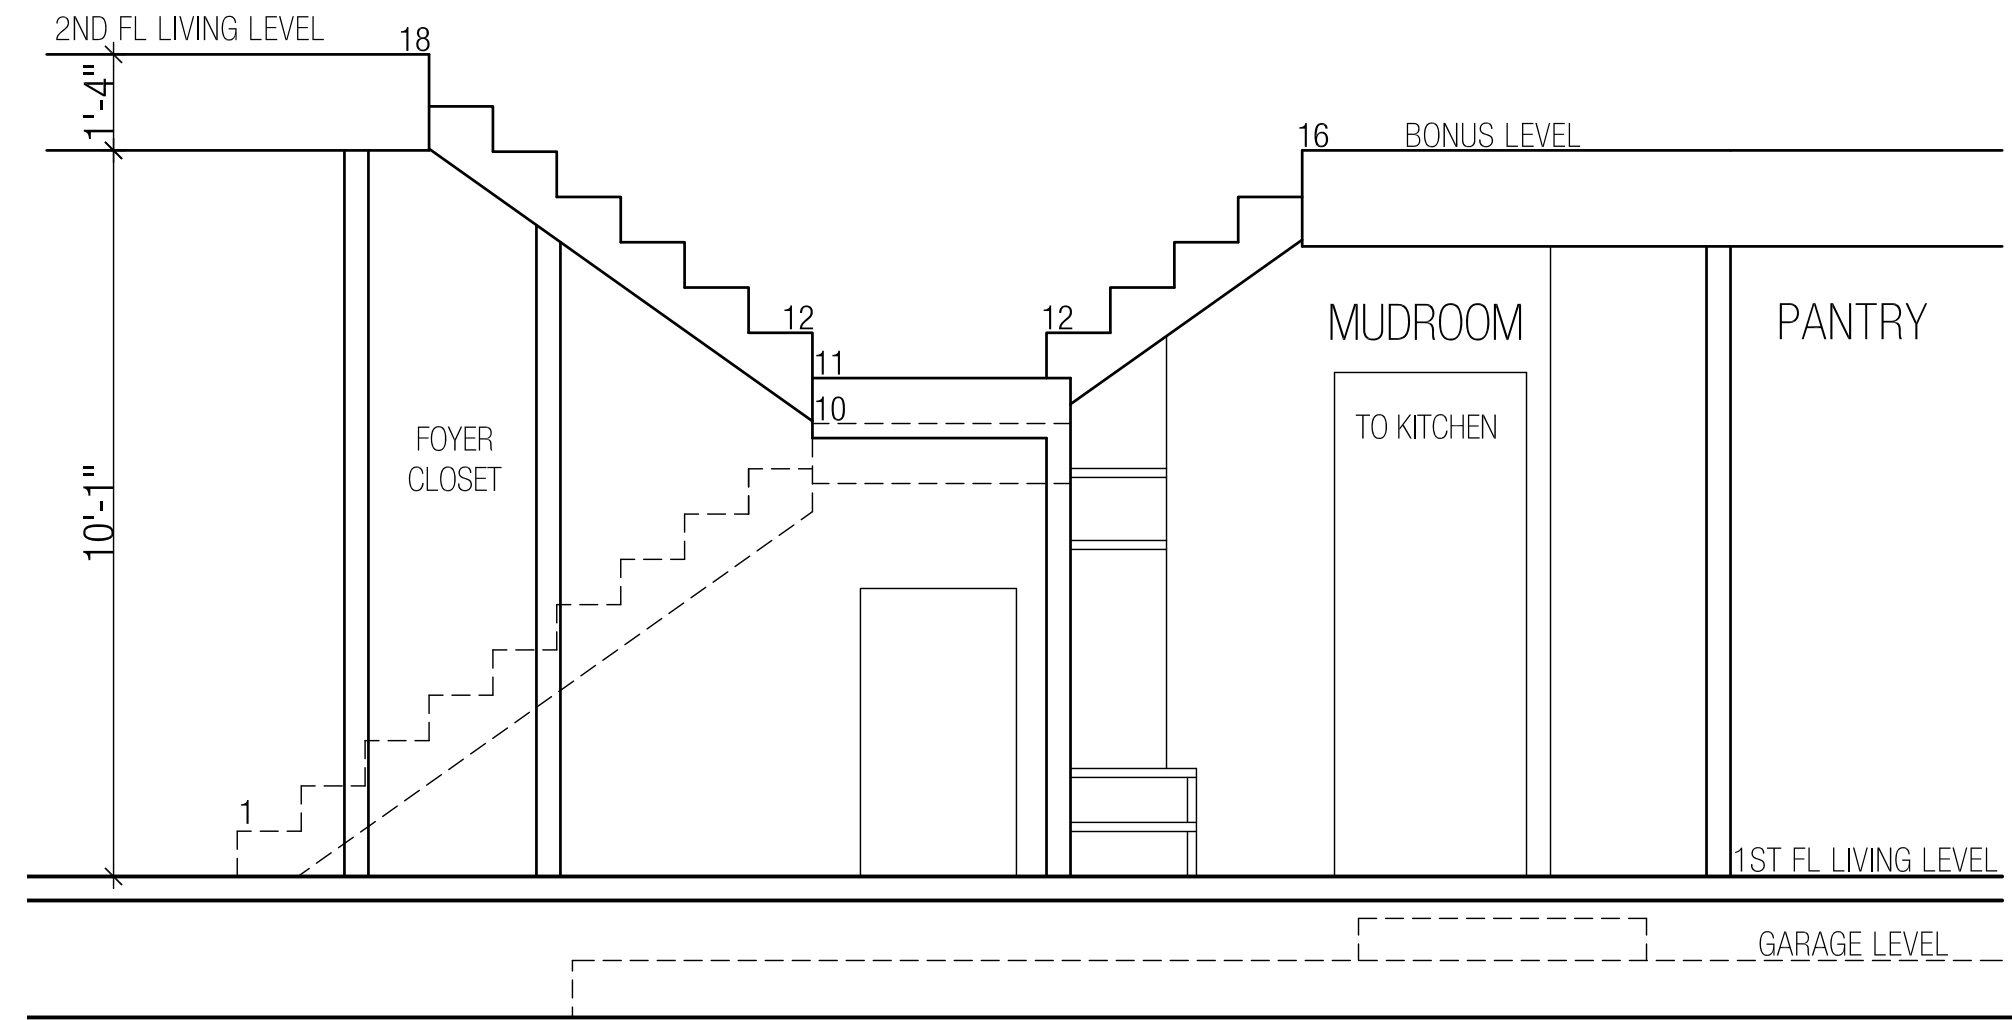 2ND FL LIVING LEVEL
18
1'-4"
16
BONUS LEVEL
12
12
MUDROOM
PANTRY
11
10
TO KITCHEN
FOYER
CLOSET
10'-1"
1
1ST FL LIVING LEVEL
GARAGE LEVEL